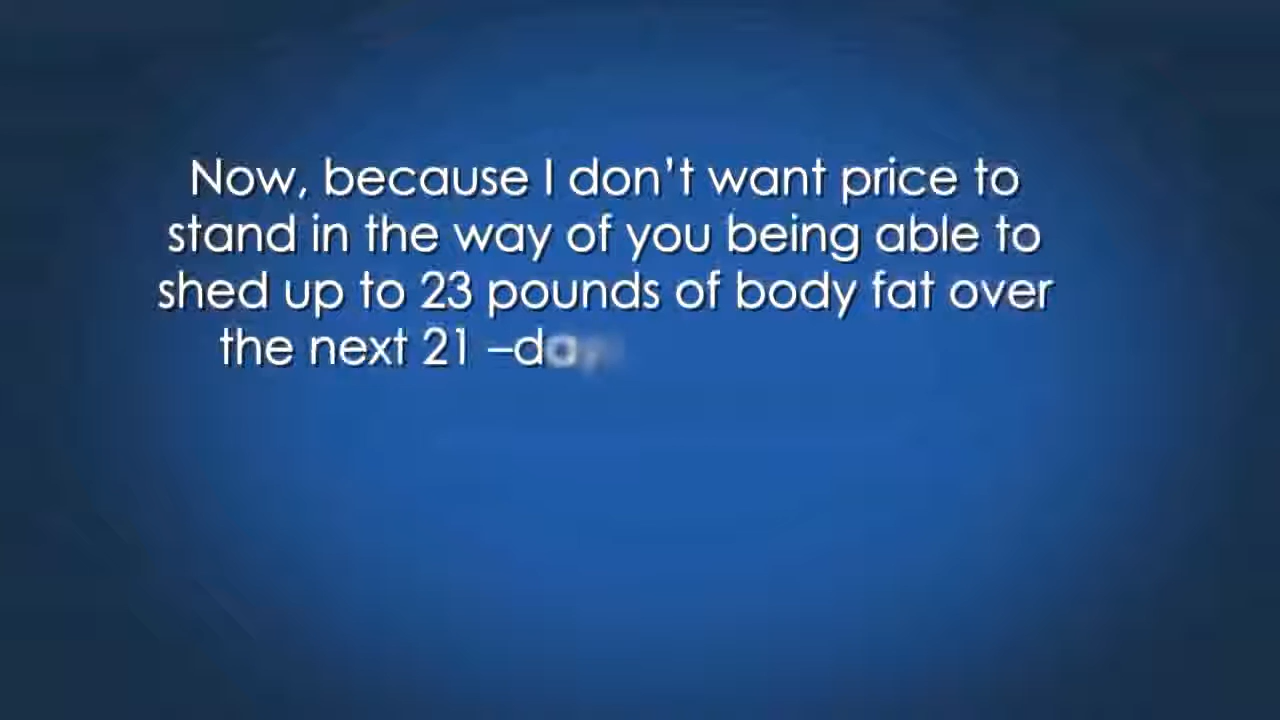 Now, because I don’t want price to
stand in the way of you being able to
shed up to 23 pounds of body fat over
the next 21 –day